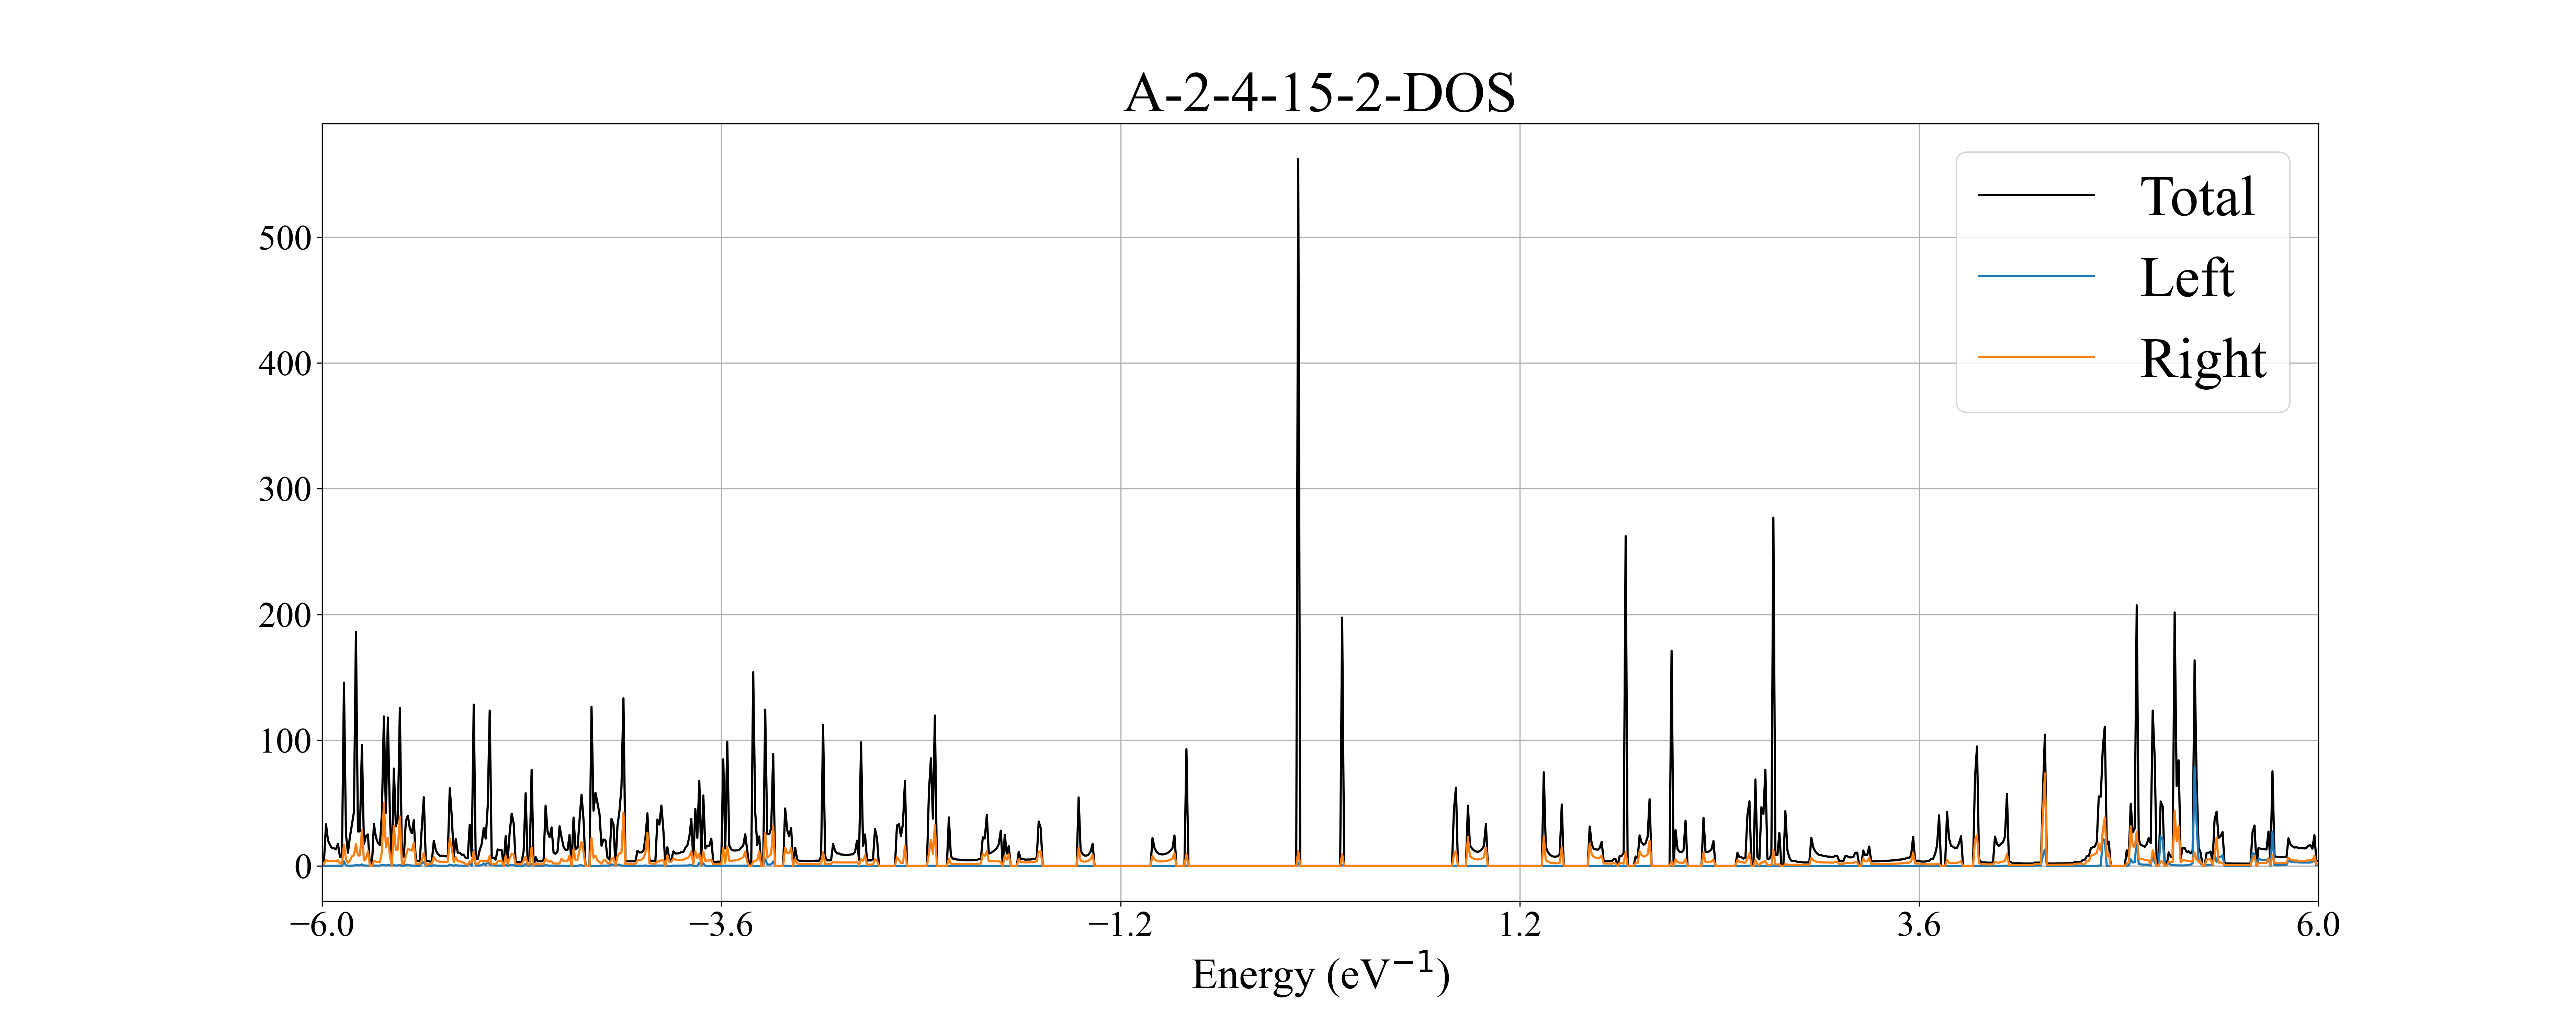 A-2-4-15-2-DOS
Total
Left
Right
500
400
300
200
100
0
−6.0 −3.6 −1.2 1.2 3.6 6.0
Energy (eV⁻¹)